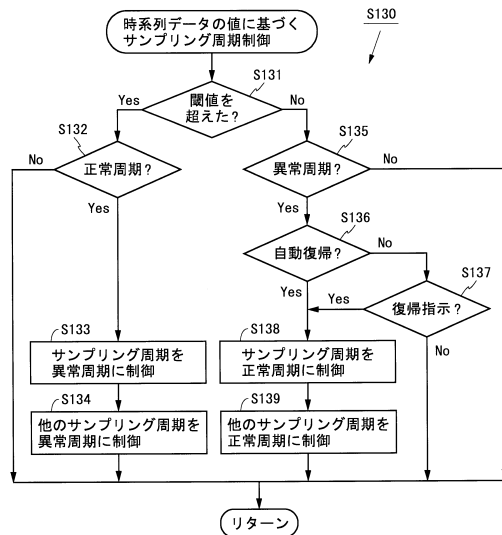 S130
時系列データの値に基づく
サンプリング周期制御
S131
閾値を
超えた？
Yes
No
S132
正常周期？
No
Yes
S135
異常周期？
No
Yes
S136
自動復帰？
No
Yes
S137
復帰指示？
Yes
No
S133
サンプリング周期を
異常周期に制御
S138
サンプリング周期を
正常周期に制御
S134
他のサンプリング周期を
異常周期に制御
S139
他のサンプリング周期を
正常周期に制御
リターン